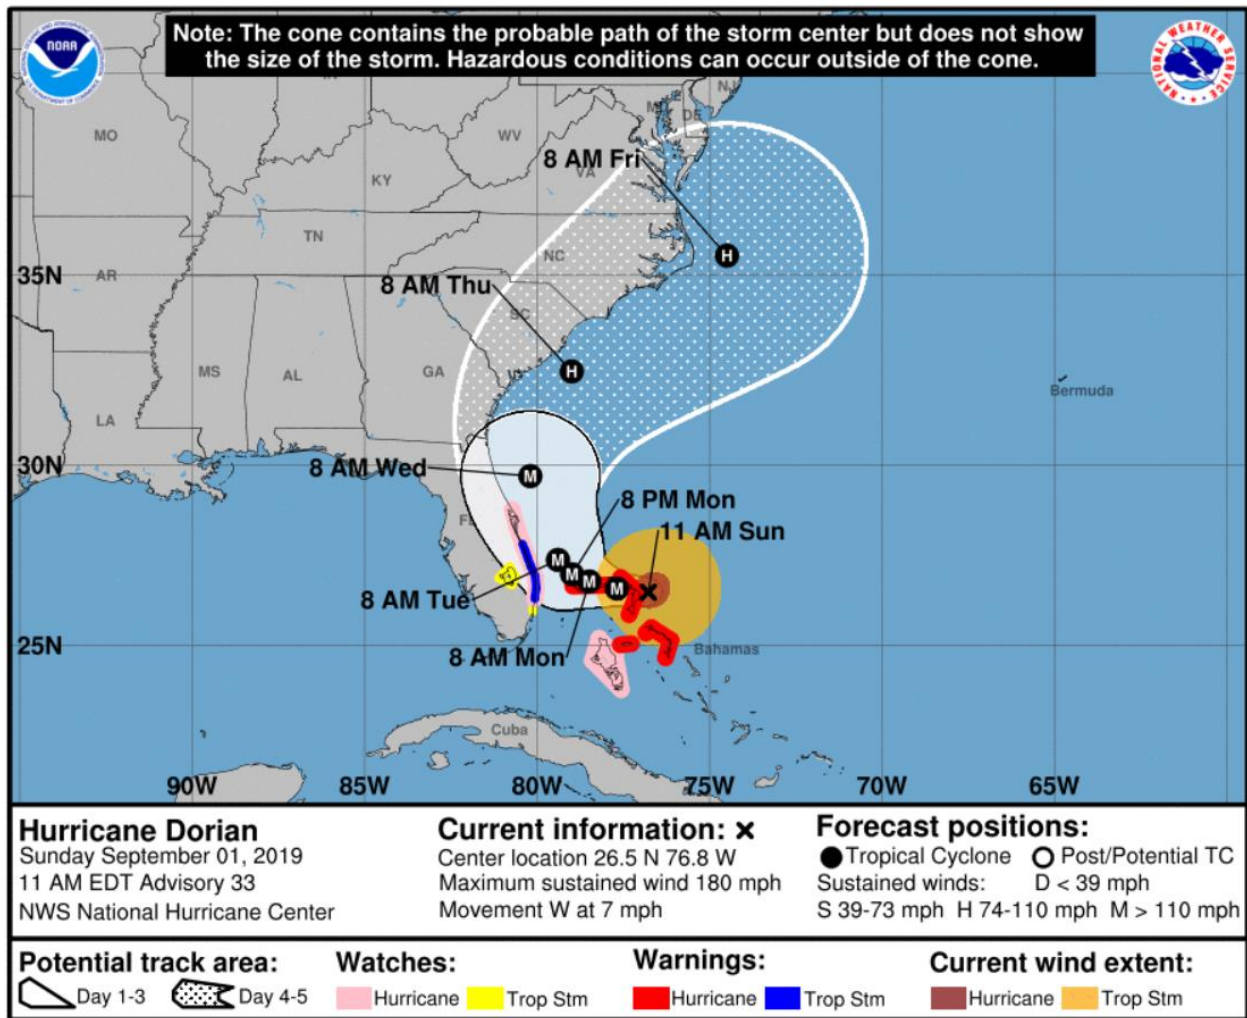 Note: The cone contains the probable path of the storm center but does not show
the size of the storm. Hazardous conditions can occur outside of the cone.
NOAA
NATIONAL WEATHER SERVICE
NJ
DE
MO
WV
8 AM Fri
VA
KY
TN
NC
35N
AR
8 AM Thu
SC
MS
AL
GA
Bermuda
LA
30N
8 AM Wed
8 PM Mon
FL
11 AM Sun
8 AM Tue
25N
8 AM Mon
Bahamas
Cuba
90W
85W
80W
75W
70W
65W
Hurricane Dorian
Sunday September 01, 2019
11 AM EDT Advisory 33
NWS National Hurricane Center
Current information: x
Center location 26.5 N 76.8 W
Maximum sustained wind 180 mph
Movement W at 7 mph
Forecast positions:
Tropical Cyclone Post/Potential TC
Sustained winds: D < 39 mph
S 39-73 mph H 74-110 mph M > 110 mph
Potential track area:
Day 1-3 Day 4-5
Watches:
Hurricane Trop Stm
Warnings:
Hurricane Trop Stm
Current wind extent:
Hurricane Trop Stm
H
H
M
M
M
M
M